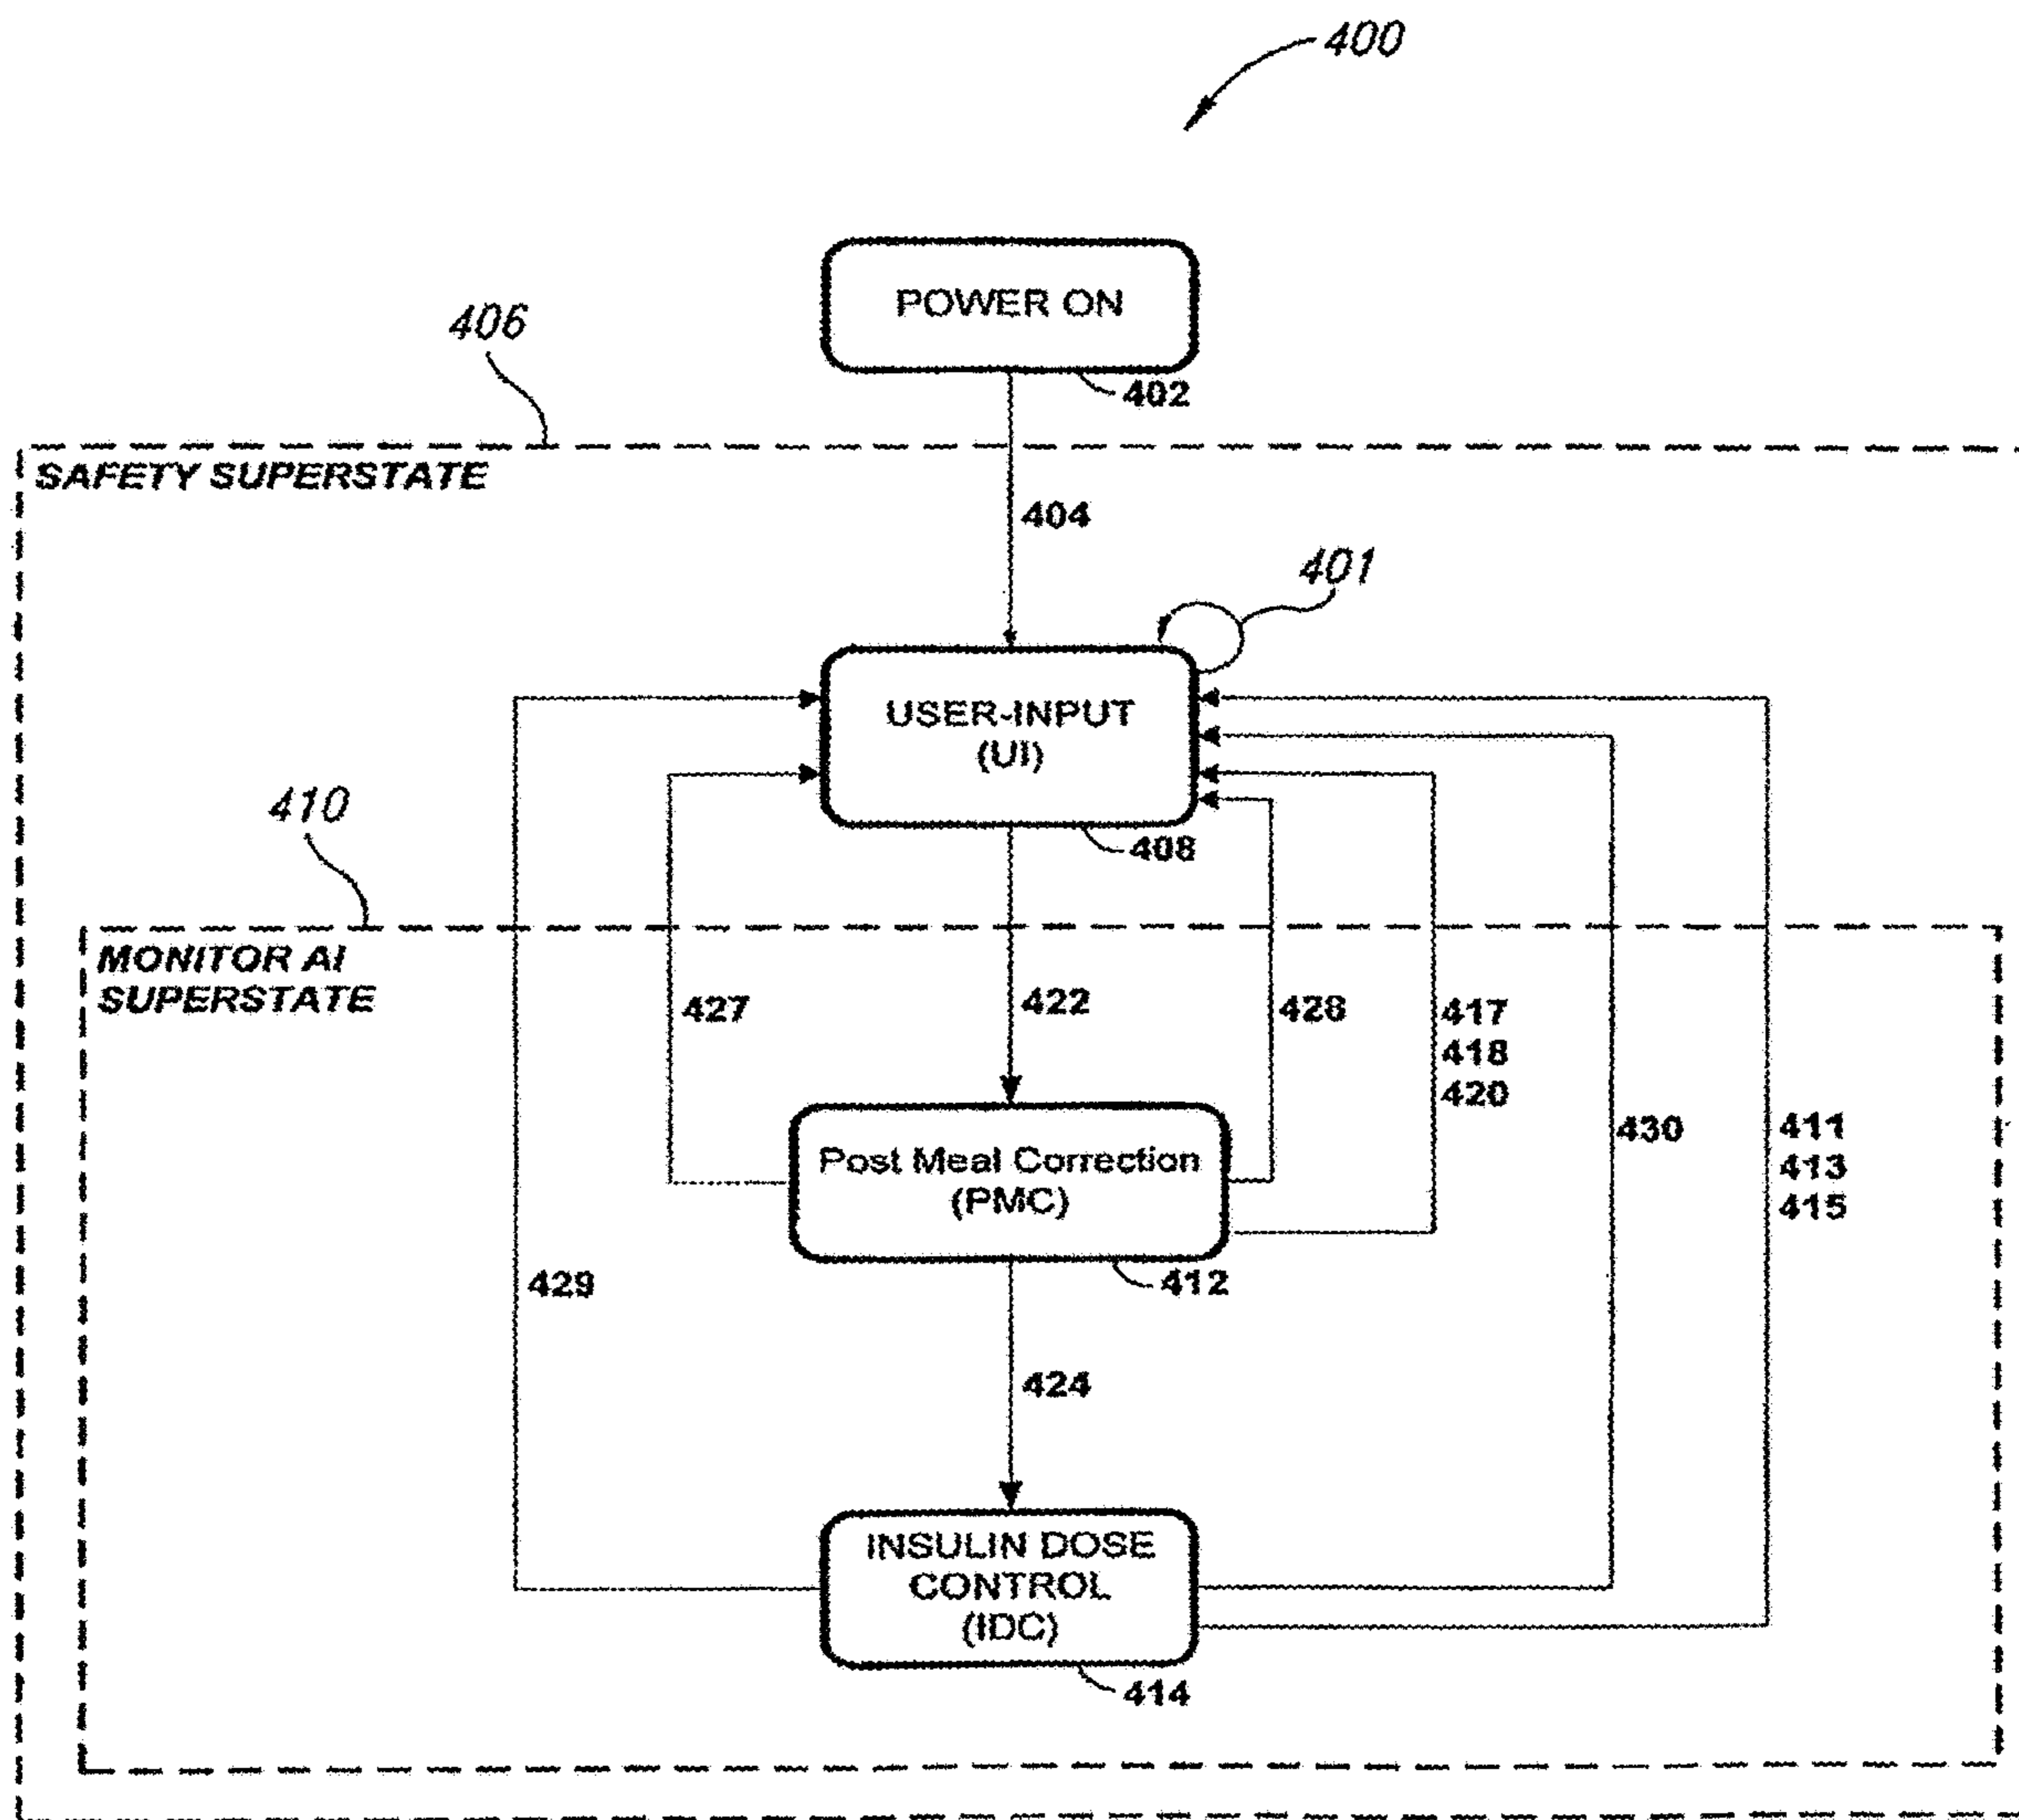 400
POWER ON
402
406
SAFETY SUPERSTATE
404
401
USER-INPUT
(UI)
408
410
MONITOR AI
SUPERSTATE
427
422
428
417
418
420
430
411
413
415
Post Meal Correction
(PMC)
412
429
424
INSULIN DOSE
CONTROL
(IDC)
414